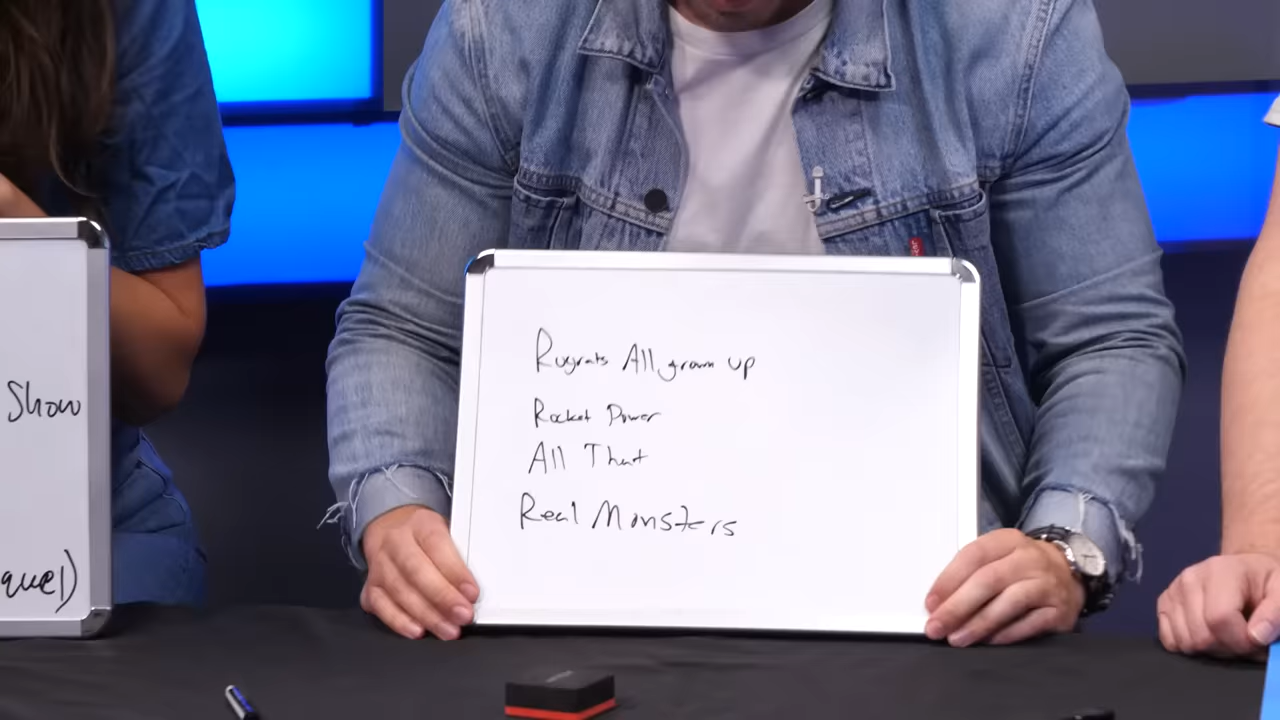 Show
quel)
Rugrats All grown up
Rocket Power
All That
Real Monsters